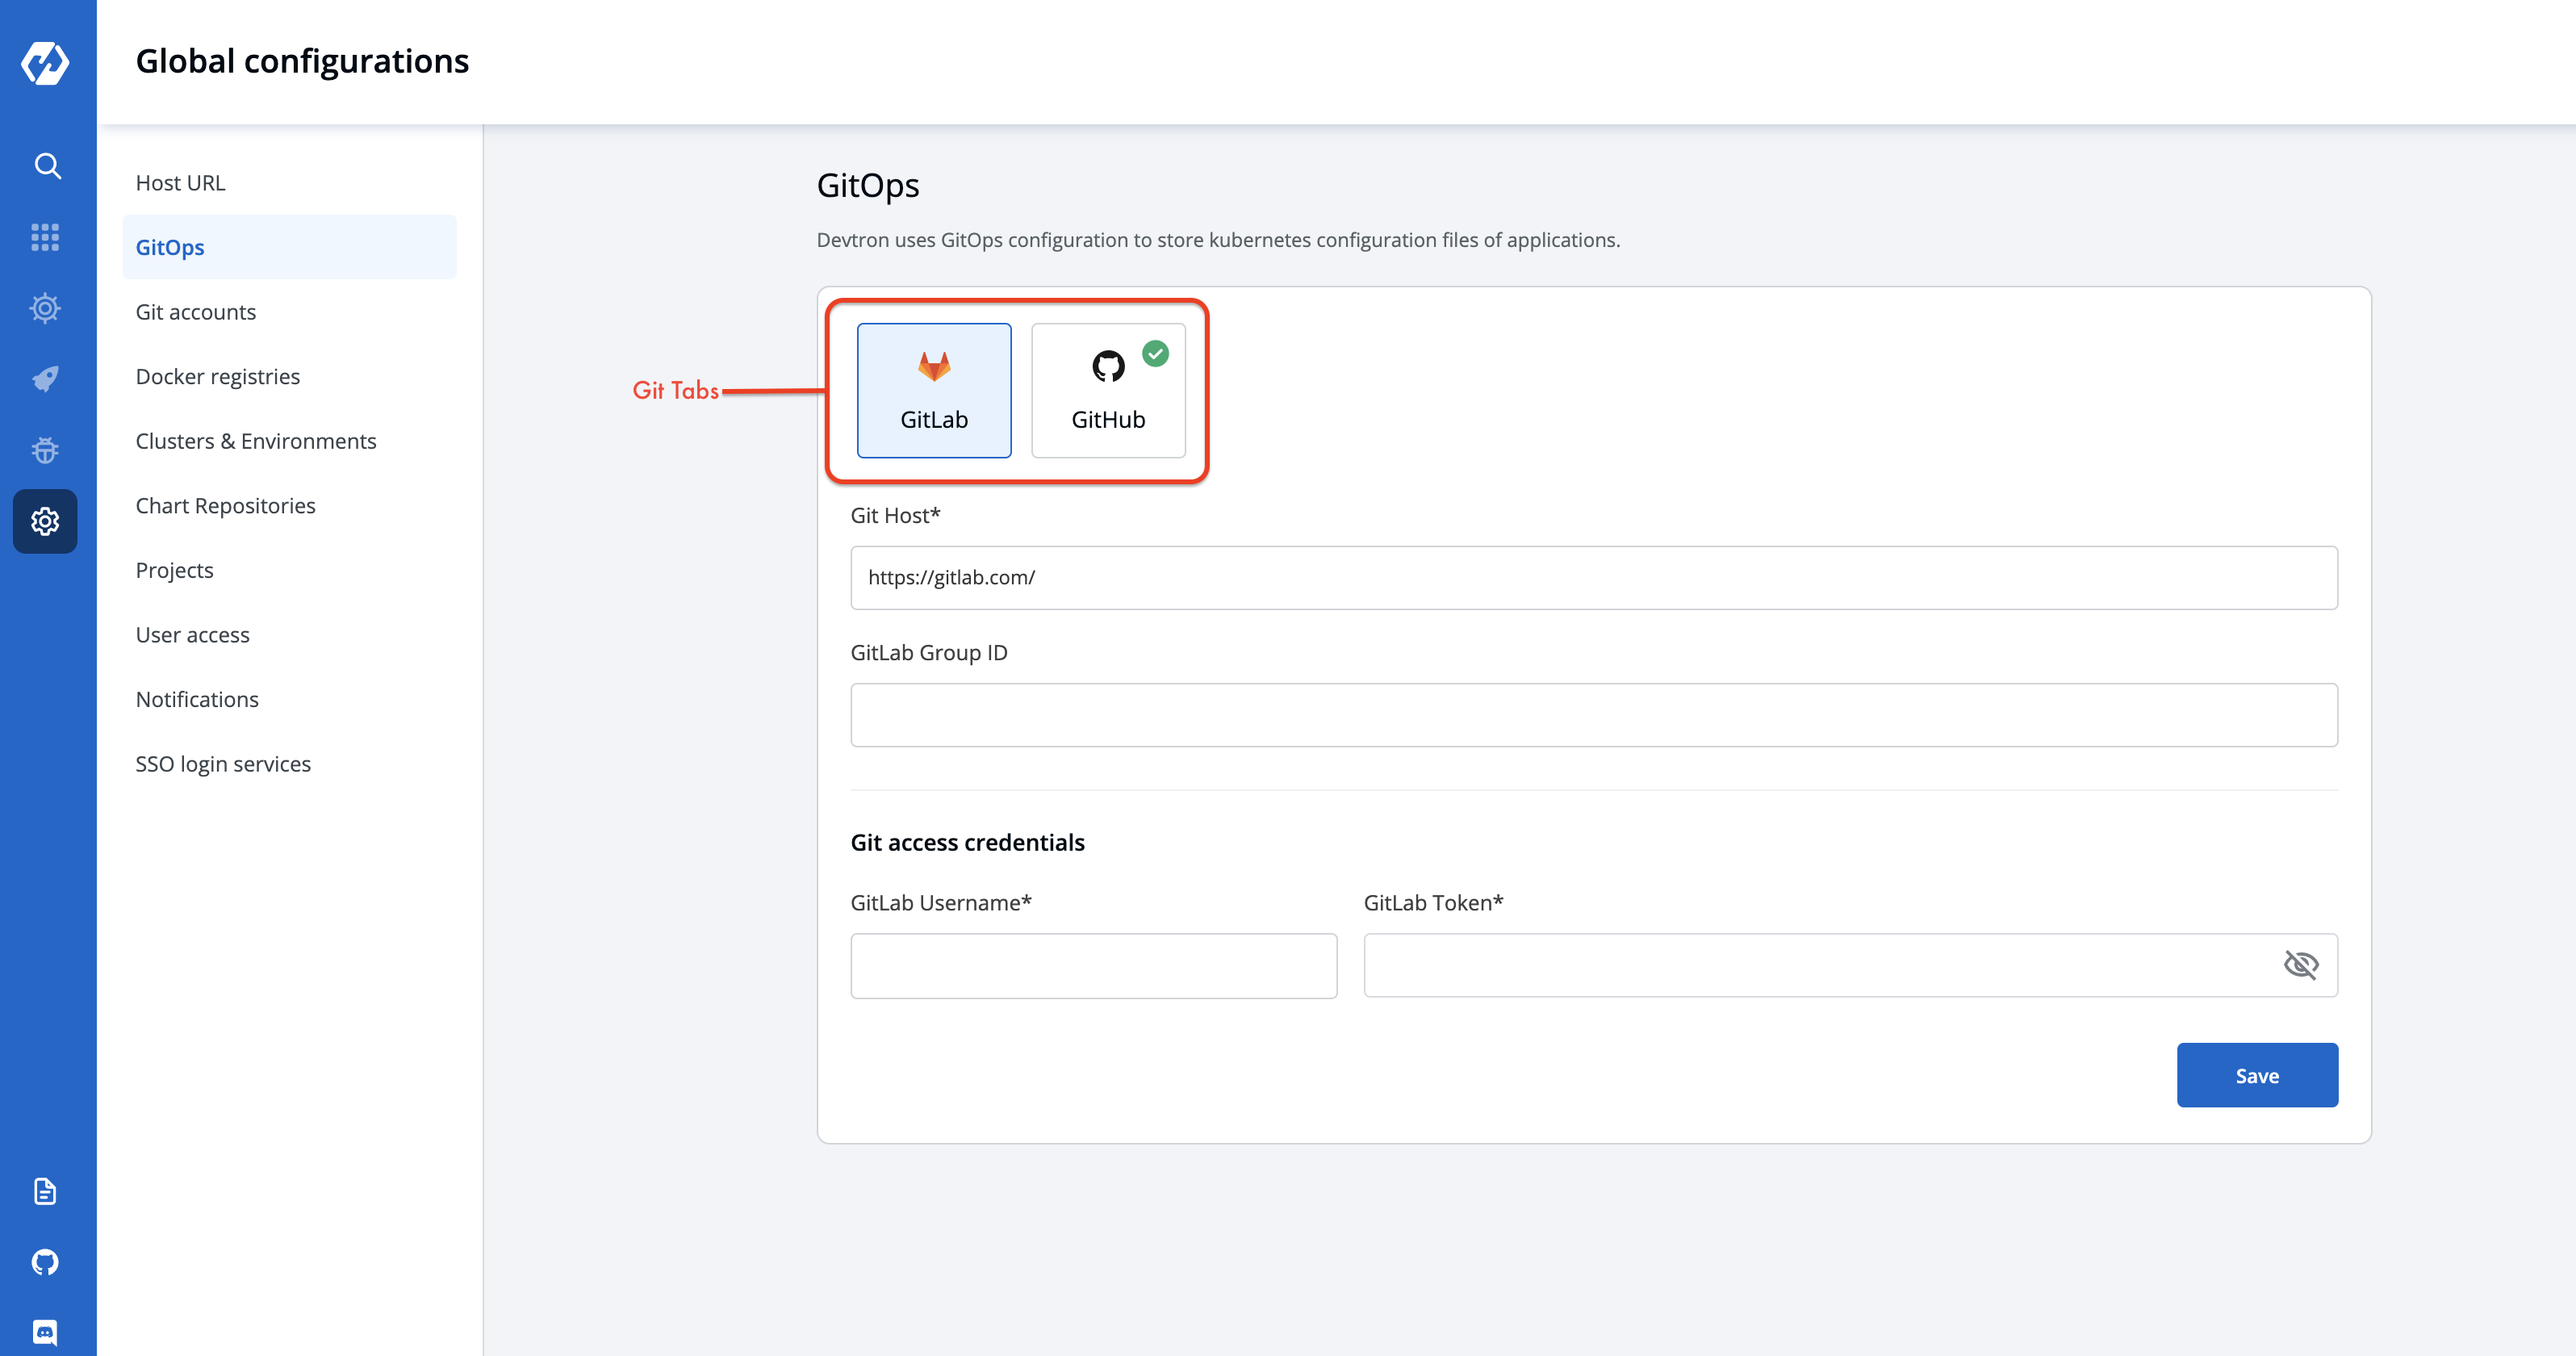 Global configurations
Host URL
GitOps
Git accounts
Docker registries
Clusters & Environments
Chart Repositories
Projects
User access
Notifications
SSO login services
GitOps
Devtron uses GitOps configuration to store kubernetes configuration files of applications.
Git Tabs
GitLab
GitHub
Git Host*
https://gitlab.com/
GitLab Group ID
Git access credentials
GitLab Username*
GitLab Token*
Save